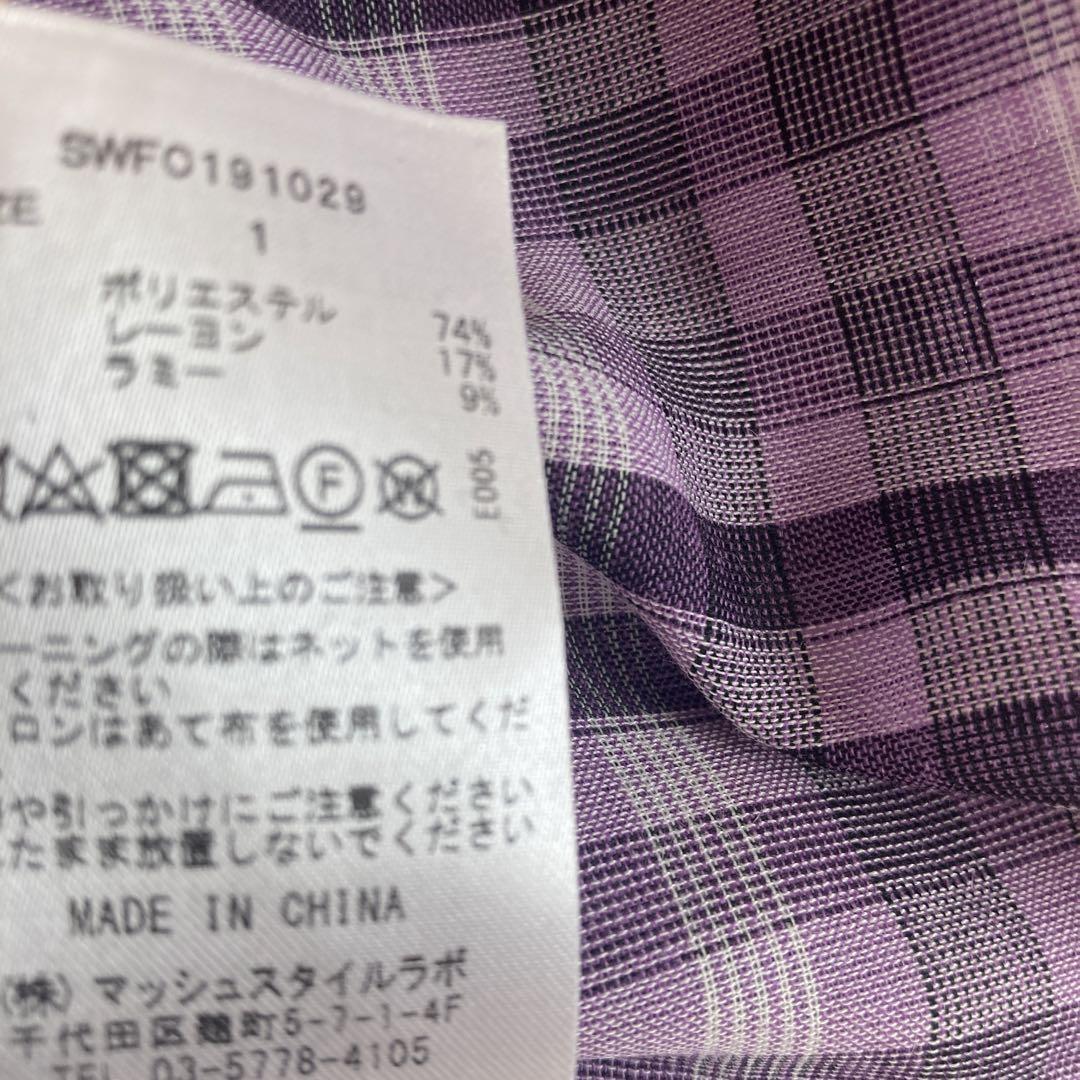 SWFO191029
ZE 1
ポリエステル 74%
レーヨン 17%
ラミー 9%
F
E005
<お取り扱い上のご注意>
ーニングの際はネットを使用
ください
ロンはあて布を使用してくだ
や引っかけにご注意ください
たまま放置しないでください
MADE IN CHINA
(株) マッシュスタイルラボ
千代田区麹町5-7-1-4F
TEL 03-5778-4105